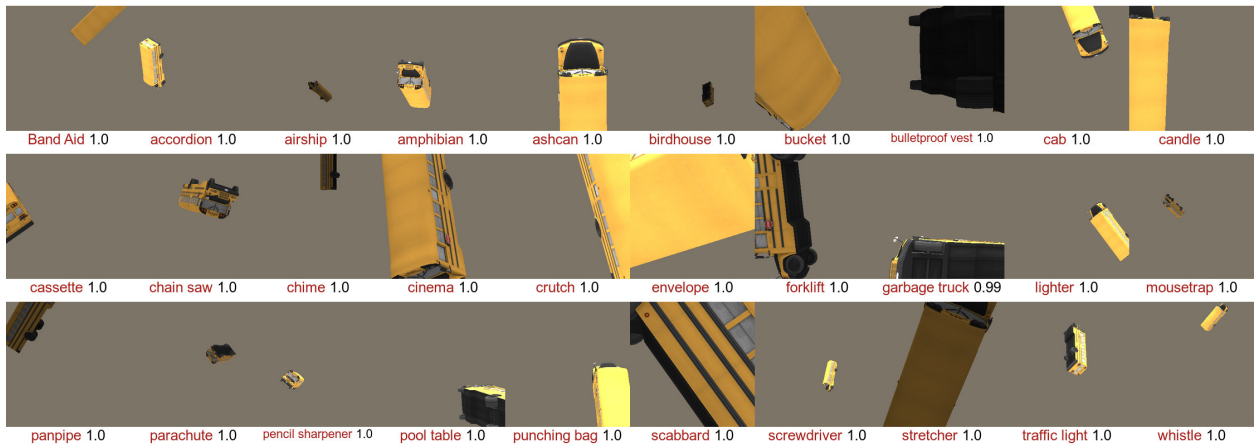 Band Aid 1.0 accordion 1.0 airship 1.0 amphibian 1.0 ashcan 1.0 birdhouse 1.0 bucket 1.0 bulletproof vest 1.0 cab 1.0 candle 1.0
cassette 1.0 chain saw 1.0 chime 1.0 cinema 1.0 crutch 1.0 envelope 1.0 forklift 1.0 garbage truck 0.99 lighter 1.0 mousetrap 1.0
panpipe 1.0 parachute 1.0 pencil sharpener 1.0 pool table 1.0 punching bag 1.0 scabbard 1.0 screwdriver 1.0 stretcher 1.0 traffic light 1.0 whistle 1.0